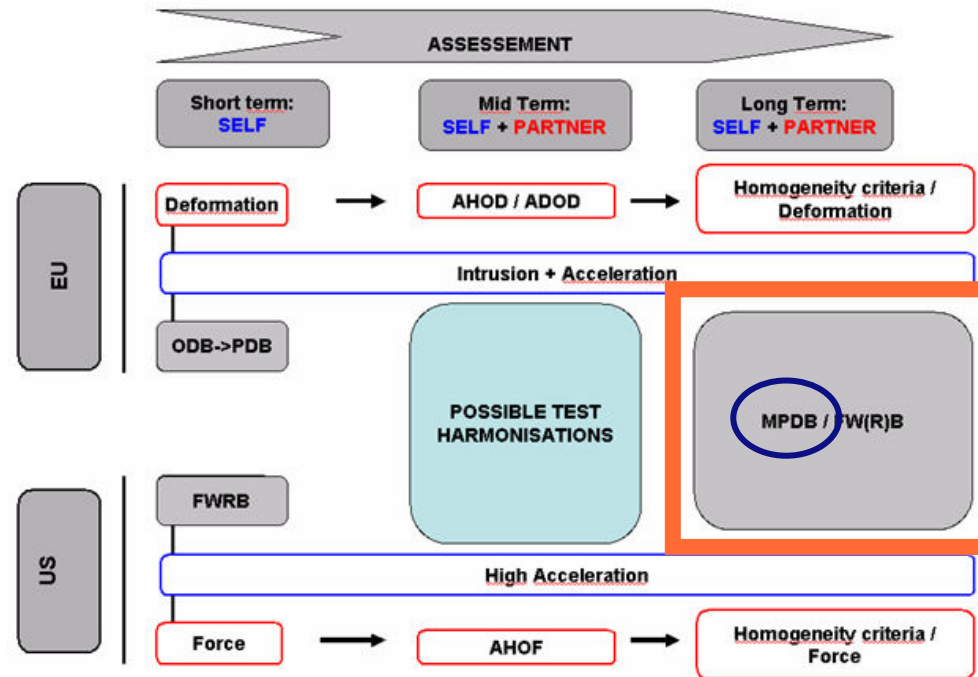 ASSESSEMENT
Short term:
SELF
Mid Term:
SELF + PARTNER
Long Term:
SELF + PARTNER
EU
Deformation
AHOD / ADOD
Homogeneity criteria /
Deformation
Intrusion + Acceleration
ODB->PDB
POSSIBLE TEST
HARMONISATIONS
MPDB / FW(R)B
US
FWRB
High Acceleration
Force
AHOF
Homogeneity criteria /
Force